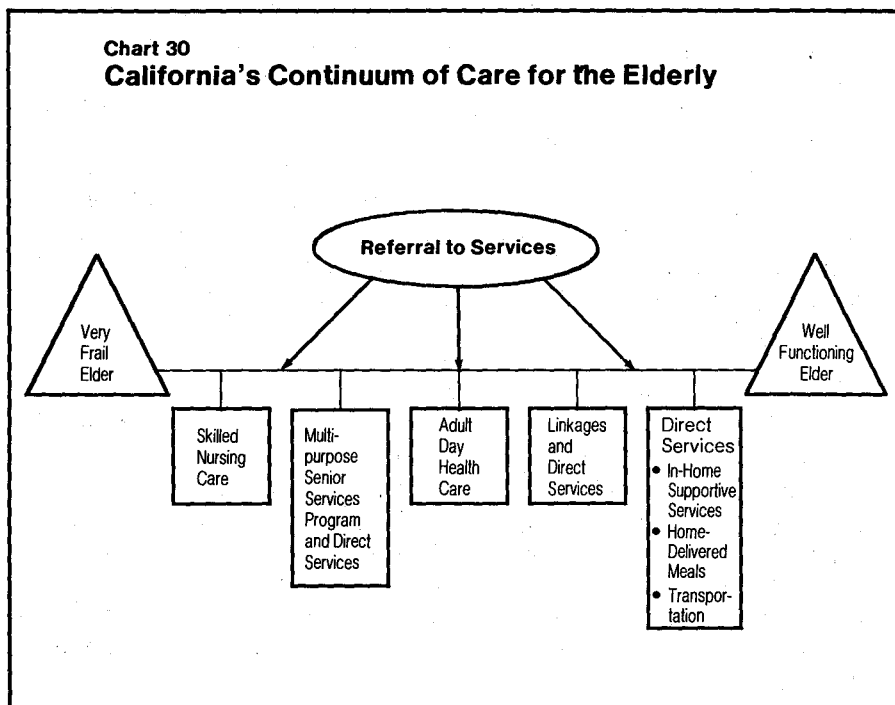 Chart 30
California's Continuum of Care for the Elderly
Referral to Services
Very
Frail
Elder
Well
Functioning
Elder
Skilled
Nursing
Care
Multi-
purpose
Senior
Services
Program
and Direct
Services
Adult
Day
Health
Care
Linkages
and
Direct
Services
Direct
Services
• In-Home
Supportive
Services
• Home-
Delivered
Meals
• Transpor-
tation